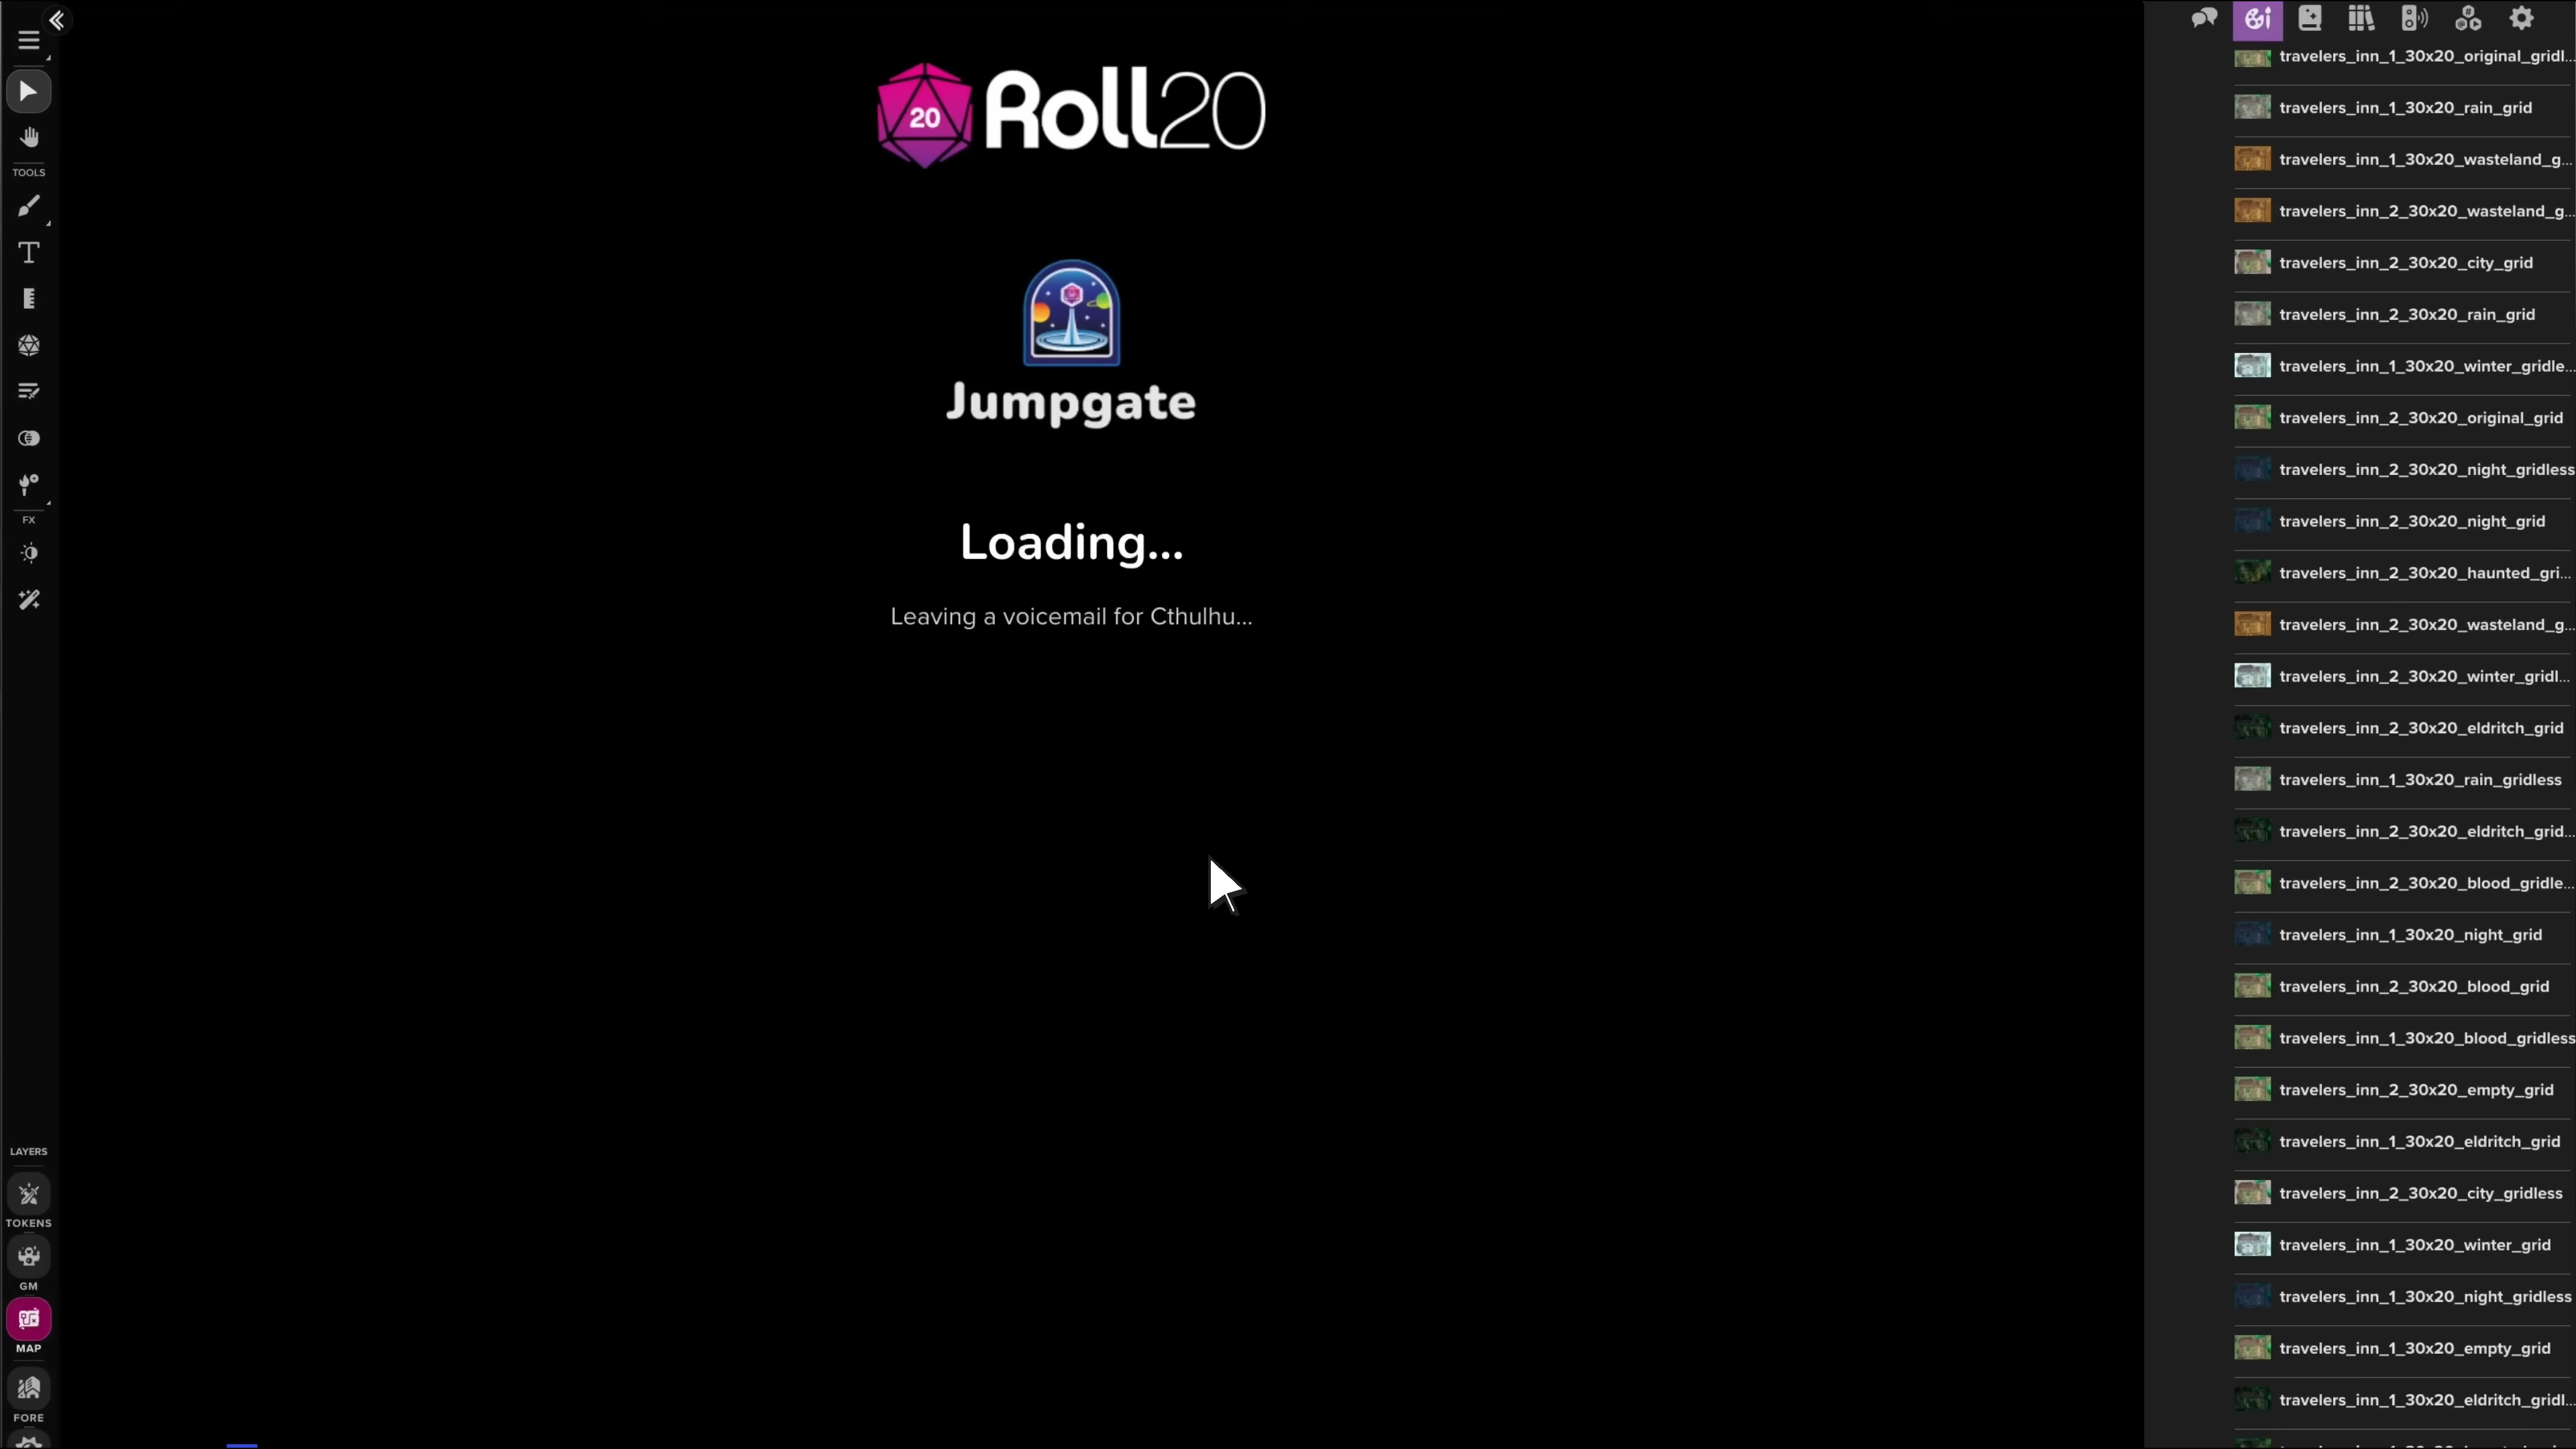 TOOLS
FX
LAYERS
TOKENS
GM
MAP
FORE
20
Roll20
Jumpgate
Loading...
Leaving a voicemail for Cthulhu...
travelers_inn_1_30x20_original_gridl...
travelers_inn_1_30x20_rain_grid
travelers_inn_1_30x20_wasteland_g...
travelers_inn_2_30x20_wasteland_g...
travelers_inn_2_30x20_city_grid
travelers_inn_2_30x20_rain_grid
travelers_inn_1_30x20_winter_gridle...
travelers_inn_2_30x20_original_grid
travelers_inn_2_30x20_night_gridless
travelers_inn_2_30x20_night_grid
travelers_inn_2_30x20_haunted_gri...
travelers_inn_2_30x20_wasteland_g...
travelers_inn_2_30x20_winter_gridl...
travelers_inn_2_30x20_eldritch_grid
travelers_inn_1_30x20_rain_gridless
travelers_inn_2_30x20_eldritch_grid...
travelers_inn_2_30x20_blood_gridle...
travelers_inn_1_30x20_night_grid
travelers_inn_2_30x20_blood_grid
travelers_inn_1_30x20_blood_gridless
travelers_inn_2_30x20_empty_grid
travelers_inn_1_30x20_eldritch_grid
travelers_inn_2_30x20_city_gridless
travelers_inn_1_30x20_winter_grid
travelers_inn_1_30x20_night_gridless
travelers_inn_1_30x20_empty_grid
travelers_inn_1_30x20_eldritch_gridl...